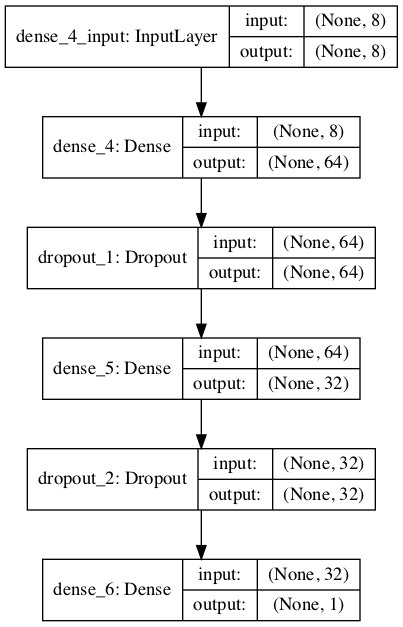 dense_4_input: InputLayer
input: (None, 8)
output: (None, 8)
dense_4: Dense
input: (None, 8)
output: (None, 64)
dropout_1: Dropout
input: (None, 64)
output: (None, 64)
dense_5: Dense
input: (None, 64)
output: (None, 32)
dropout_2: Dropout
input: (None, 32)
output: (None, 32)
dense_6: Dense
input: (None, 32)
output: (None, 1)